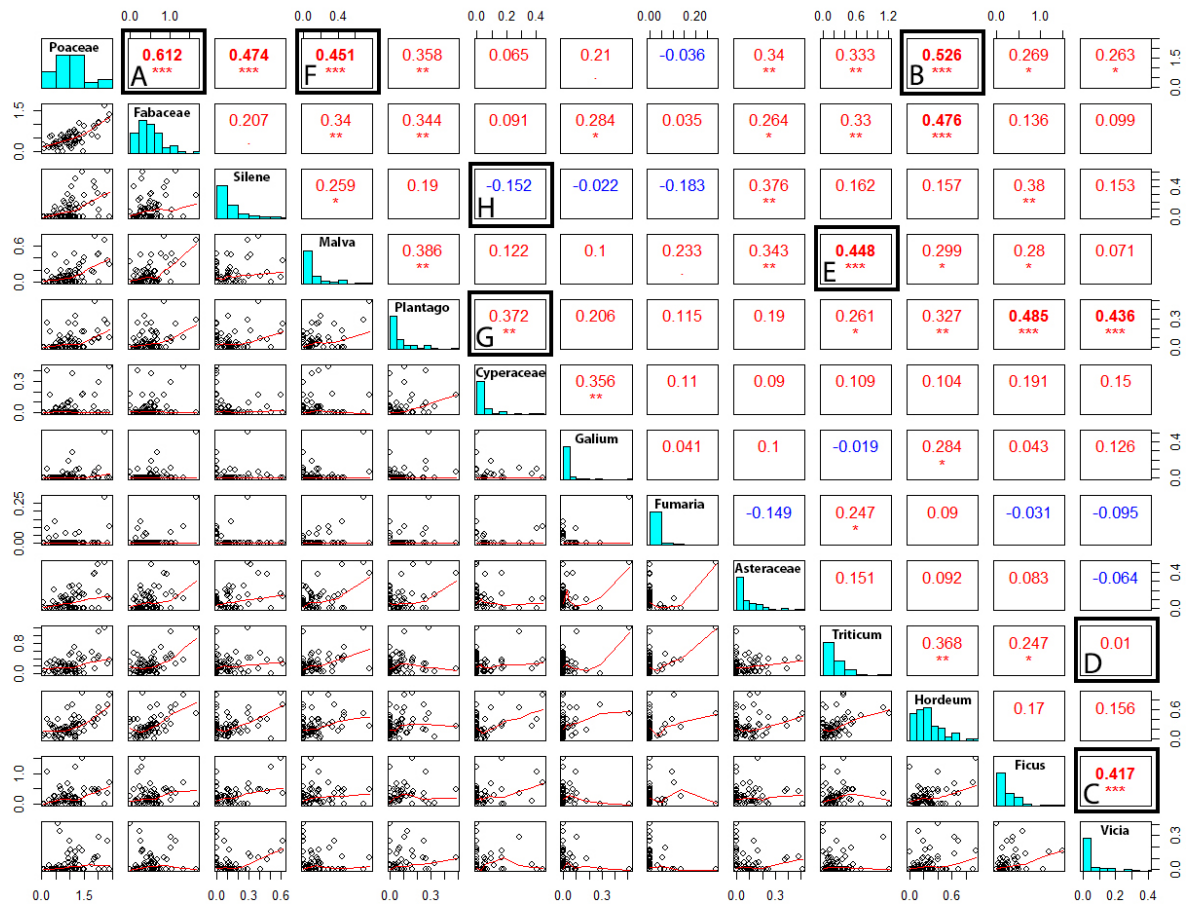 0.0 1.0
0.0 0.4
0.0 0.2 0.4
0.00 0.20
0.0 0.6 1.2
0.0 1.0
Poaceae 0.612 0.474 0.451 0.358 0.065 0.21 -0.036 0.34 0.333 0.526 0.269 0.263
A *** *** F *** ** . ** ** B *** * *
0.0 1.5
0.0 1.5
Fabaceae 0.207 0.34 0.344 0.091 0.284 0.035 0.264 0.33 0.476 0.136 0.099
. ** ** * * ** ***
Silene 0.259 0.19 -0.152 -0.022 -0.183 0.376 0.162 0.157 0.38 0.153
* H ** **
0.0 0.4
0.0 0.6
Malva 0.386 0.122 0.1 0.233 0.343 0.448 0.299 0.28 0.071
** . ** E *** * *
Plantago 0.372 0.206 0.115 0.19 0.261 0.327 0.485 0.436
G ** * ** *** ***
0.0 0.3
0.0 0.3
Cyperaceae 0.356 0.11 0.09 0.109 0.104 0.191 0.15
**
Galium 0.041 0.1 -0.019 0.284 0.043 0.126
*
0.0 0.4
0.00 0.25
Fumaria -0.149 0.247 0.09 -0.031 -0.095
*
Asteraceae 0.151 0.092 0.083 -0.064
0.0 0.4
0.0 0.8
Triticum 0.368 0.247 0.01
** * D
Hordeum 0.17 0.156
0.0 0.6
0.0 1.0
Ficus 0.417
C ***
Vicia
0.0 0.3
0.0 1.5
0.0 0.2 0.4 0.6
0.0 0.3
0.0 0.3
0.0 0.3
0.0 0.6
0.0 0.2 0.4